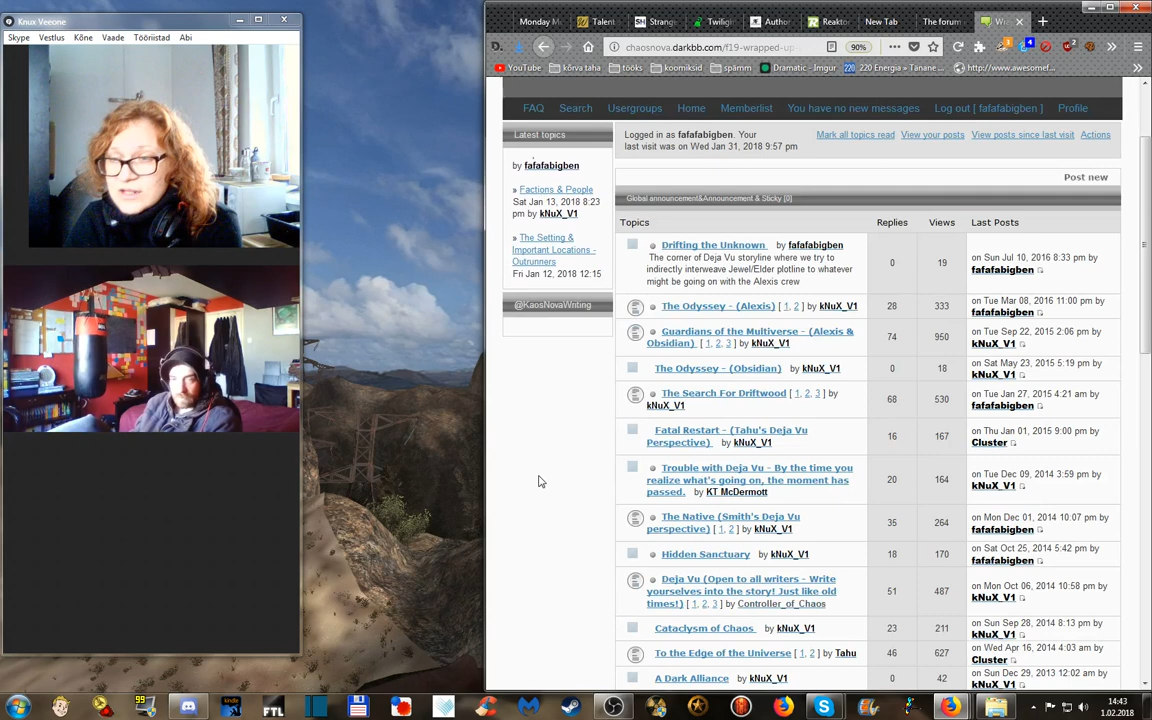 Knux Veeone
Skype Vestlus Kõne Vaade Tööriistad Abi
Monday M Talent Strange Twilig Author Reaktor New Tab The forum Wr
chaosnova.darkbb.com/f19-wrapped-up- 90%
YouTube kõrva taha tööks koomiksid spämm Dramatic - Imgur 220 Energia » Tänane... http://www.awesomef...
FAQ Search Usergroups Home Memberlist You have no new messages Log out [ fafafabigben ] Profile
Latest topics
by fafafabigben
» Factions & People
Sat Jan 13, 2018 8:23
pm by kNuX_V1
» The Setting &
Important Locations -
Outrunners
Fri Jan 12, 2018 12:15
@KaosNovaWriting
Logged in as fafafabigben. Your
last visit was on Wed Jan 31, 2018 9:57 pm
Mark all topics read View your posts View posts since last visit Actions
Post new
Global announcement&Announcement & Sticky [0]
Topics Replies Views Last Posts
Drifting the Unknown by fafafabigben
The corner of Deja Vu storyline where we try to
indirectly interweave Jewel/Elder plotline to whatever
might be going on with the Alexis crew
0 19 on Sun Jul 10, 2016 8:33 pm by
fafafabigben
The Odyssey - (Alexis) [ 1, 2 ] by kNuX_V1 28 333 on Tue Mar 08, 2016 11:00 pm by
fafafabigben
Guardians of the Multiverse - (Alexis &
Obsidian) [ 1, 2, 3 ] by kNuX_V1
74 950 on Tue Sep 22, 2015 2:06 pm by
kNuX_V1
The Odyssey - (Obsidian) by kNuX_V1 0 18 on Sat May 23, 2015 5:19 pm by
kNuX_V1
The Search For Driftwood [ 1, 2, 3 ] by
kNuX_V1
68 530 on Tue Jan 27, 2015 4:21 am by
fafafabigben
Fatal Restart - (Tahu's Deja Vu
Perspective) by kNuX_V1
16 167 on Thu Jan 01, 2015 9:00 pm by
Cluster
Trouble with Deja Vu - By the time you
realize what's going on, the moment has
passed. by KT McDermott
20 164 on Tue Dec 09, 2014 3:59 pm by
kNuX_V1
The Native (Smith's Deja Vu
perspective) [ 1, 2 ] by kNuX_V1
35 264 on Mon Dec 01, 2014 10:07 pm by
fafafabigben
Hidden Sanctuary by kNuX_V1 18 170 on Sat Oct 25, 2014 5:42 pm by
fafafabigben
Deja Vu (Open to all writers - Write
yourselves into the story! Just like old
times!) [ 1, 2, 3 ] by Controller_of_Chaos
51 487 on Mon Oct 06, 2014 10:58 pm by
kNuX_V1
Cataclysm of Chaos by kNuX_V1 23 211 on Sun Sep 28, 2014 8:13 pm by
kNuX_V1
To the Edge of the Universe [ 1, 2 ] by Tahu 46 627 on Wed Apr 16, 2014 4:03 am by
Cluster
A Dark Alliance by kNuX_V1 0 42 on Sun Dec 29, 2013 12:02 am by
kNuX_V1
99 kindle FTL
14:43
1.02.2018